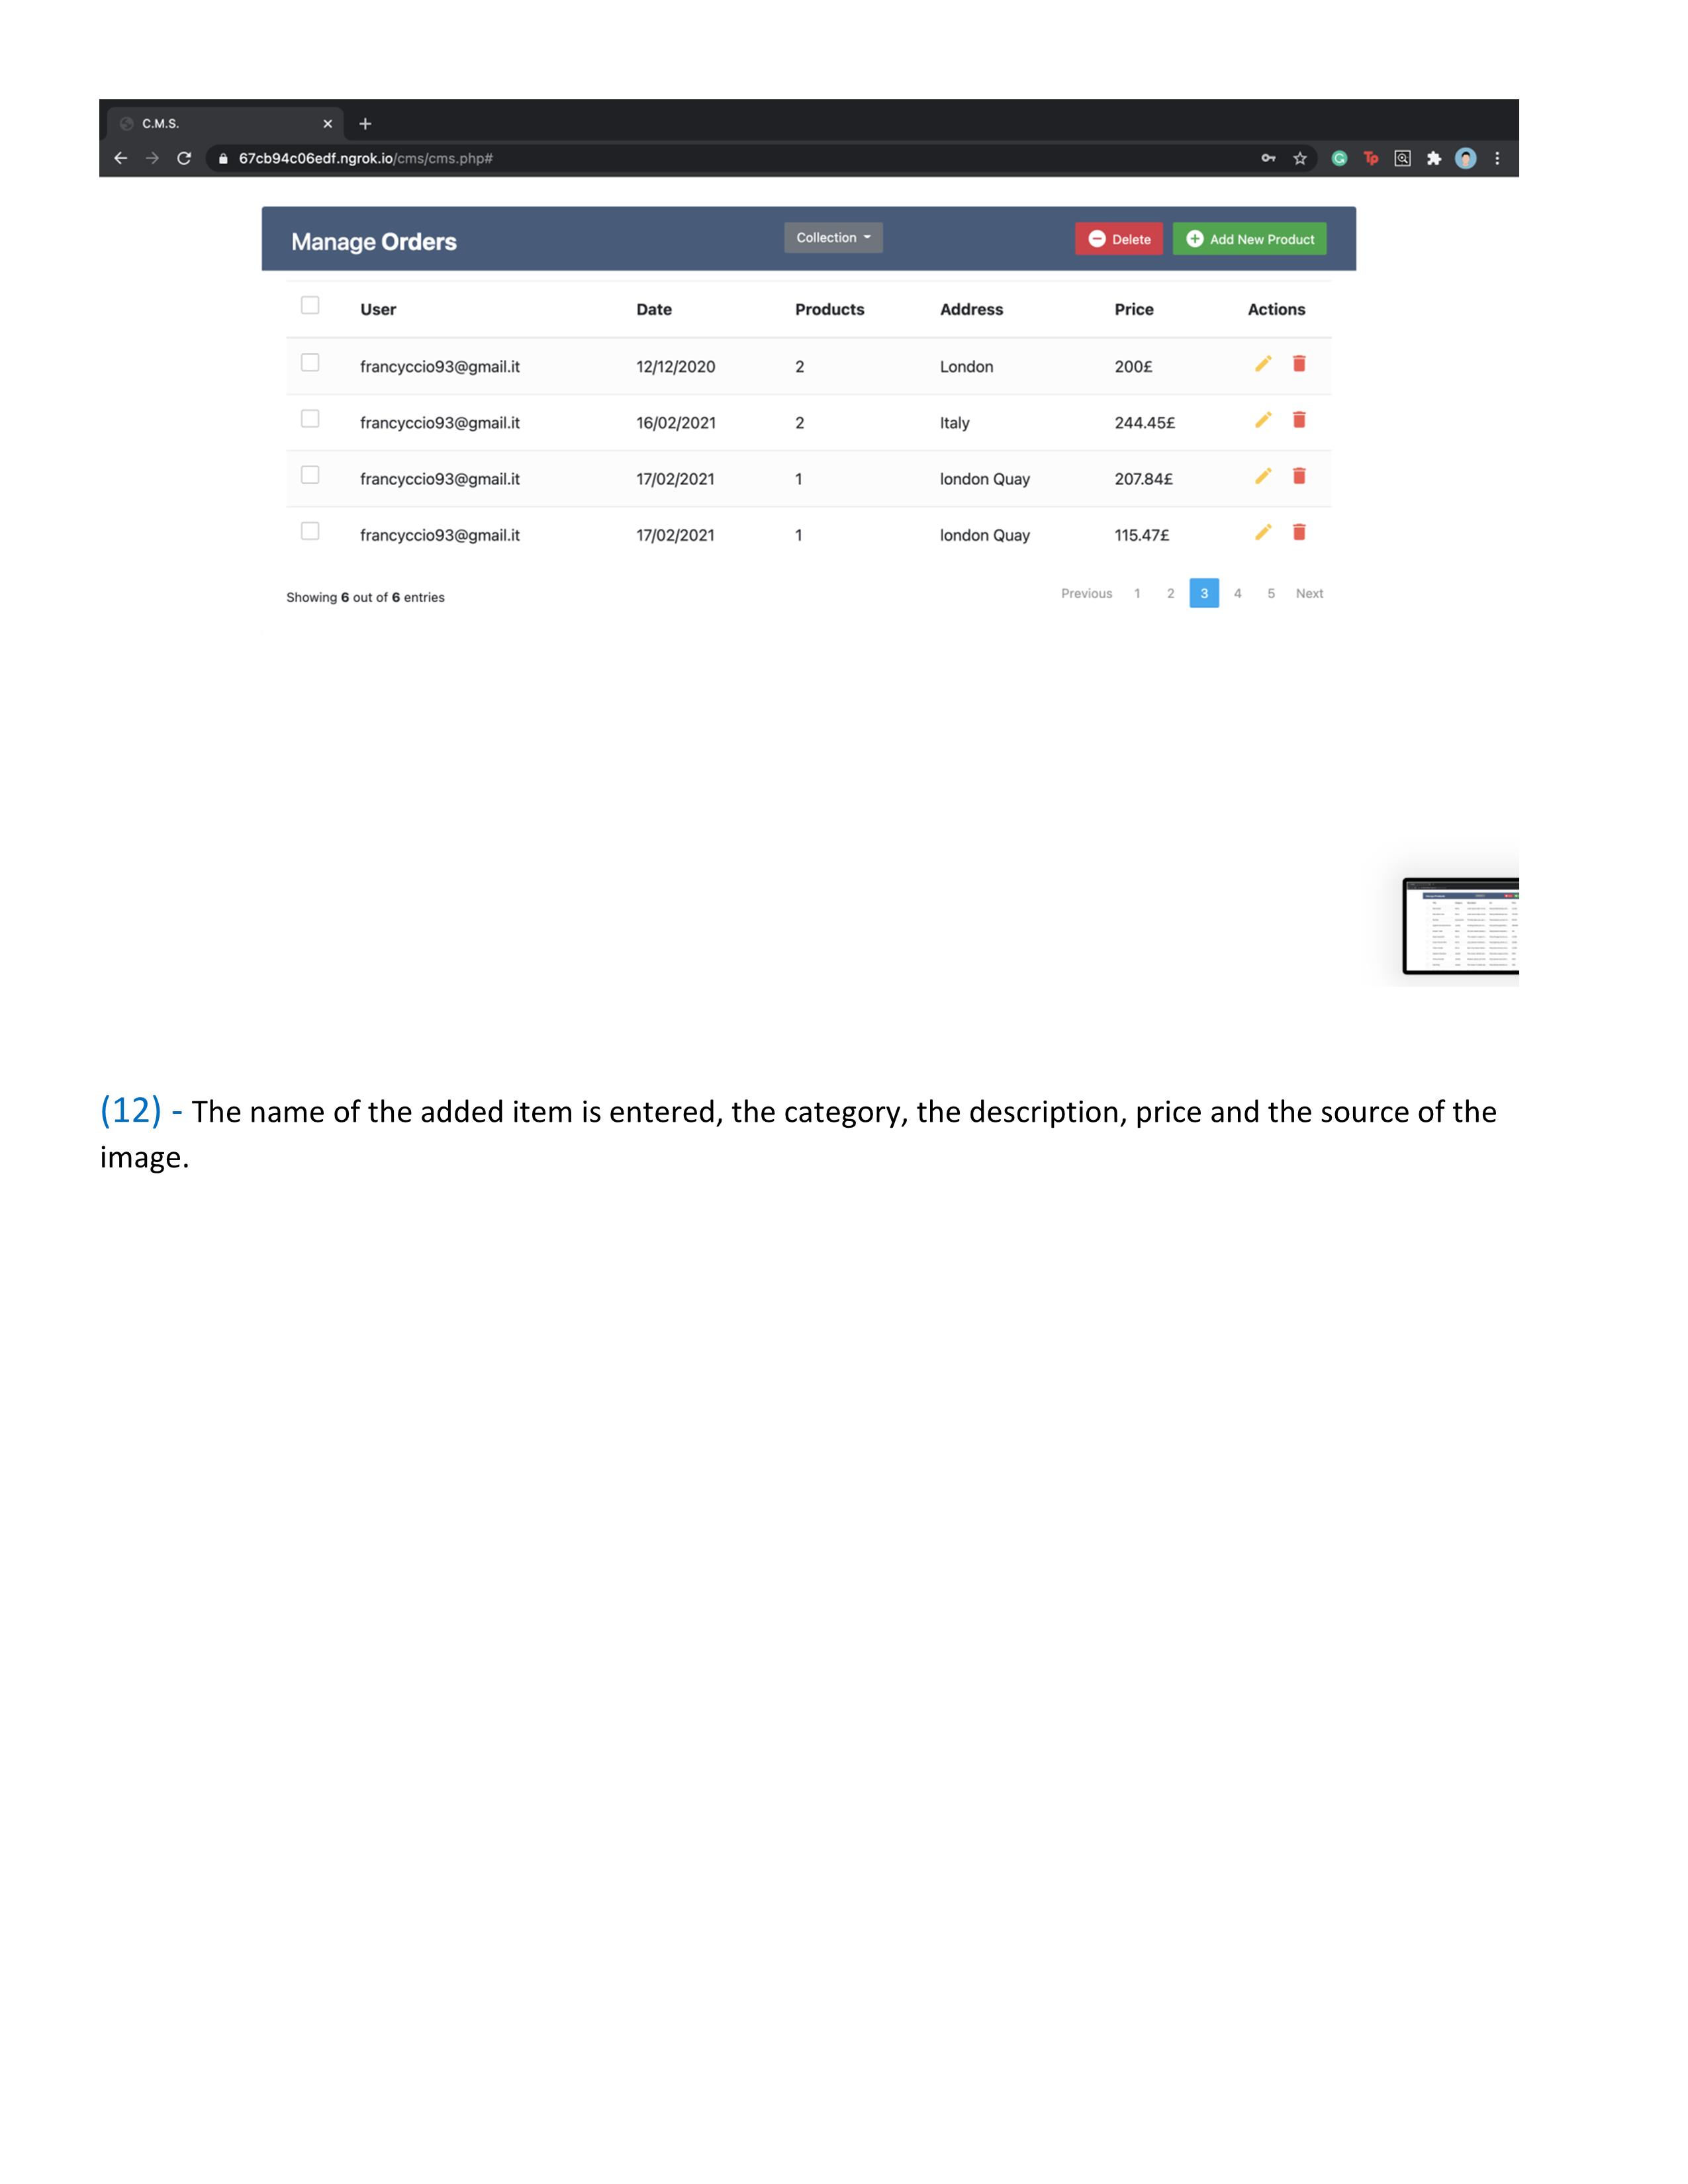 C.M.S.
67cb94c06edf.ngrok.io/cms/cms.php#
Manage Orders Collection Delete Add New Product
User Date Products Address Price Actions
francyccio93@gmail.it 12/12/2020 2 London 200£
francyccio93@gmail.it 16/02/2021 2 Italy 244.45£
francyccio93@gmail.it 17/02/2021 1 london Quay 207.84£
francyccio93@gmail.it 17/02/2021 1 london Quay 115.47£
Showing 6 out of 6 entries Previous 1 2 3 4 5 Next
(12) - The name of the added item is entered, the category, the description, price and the source of the
image.